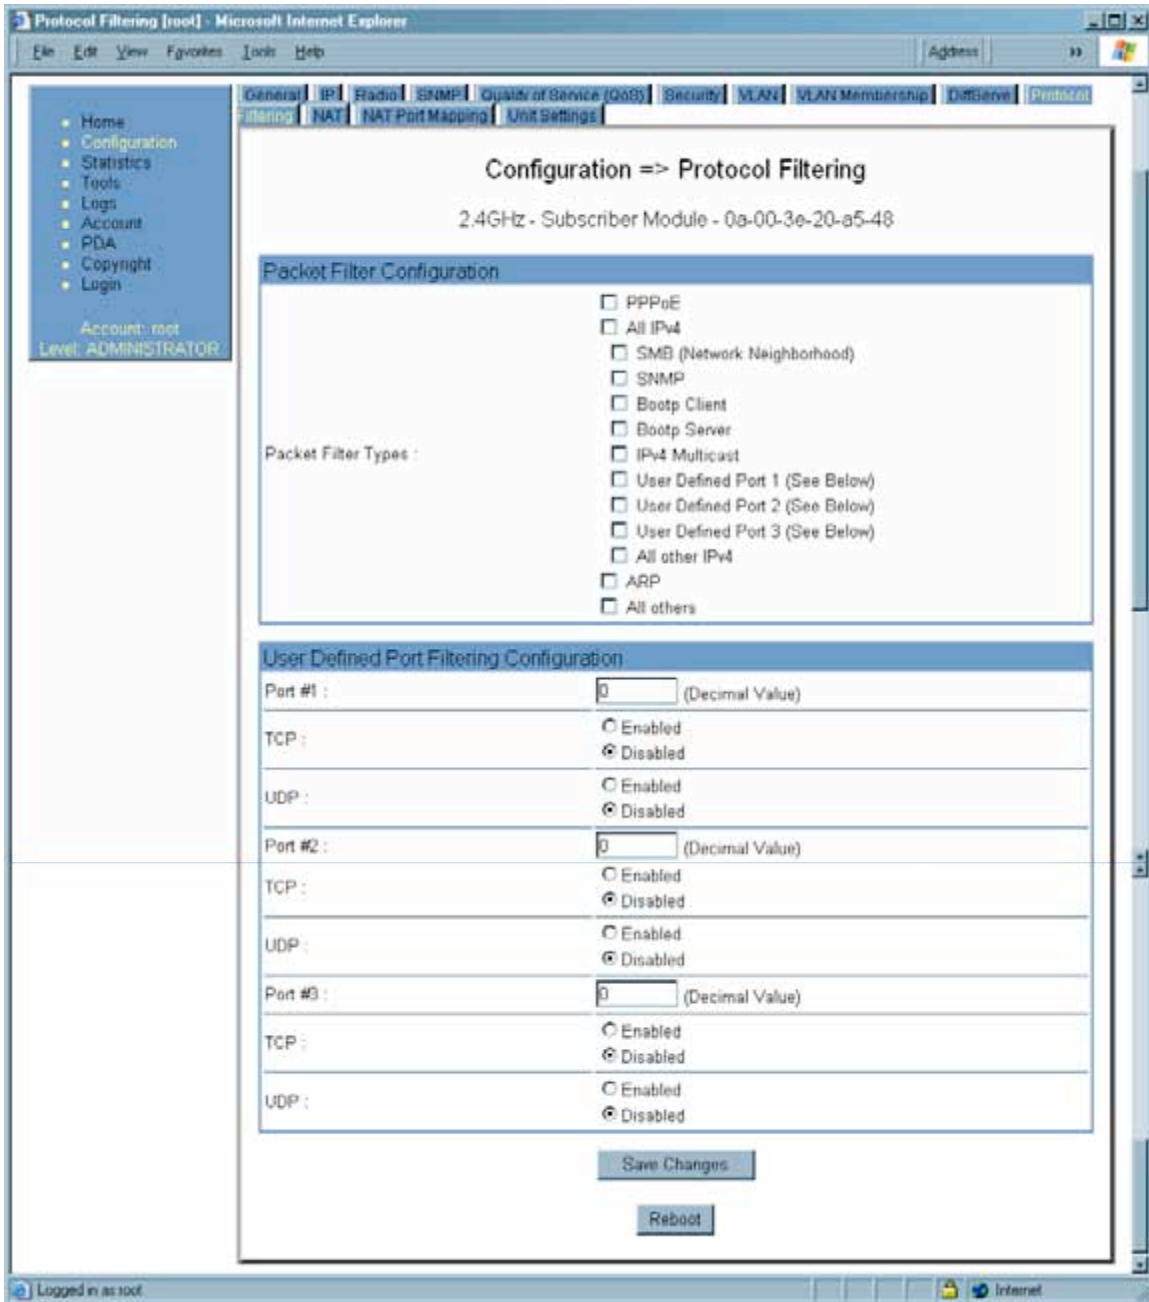 Protocol Filtering [root] - Microsoft Internet Explorer
File Edit View Favorites Tools Help Address
General IP Radio SNMP Quality of Service (QoS) Security VLAN VLAN Membership DiffServe Protocol
Filtering NAT NAT Port Mapping Unit Settings
Home
Configuration
Statistics
Tools
Logs
Account
PDA
Copyright
Login
Account: root
Level: ADMINISTRATOR
Configuration => Protocol Filtering
2.4GHz - Subscriber Module - 0a-00-3e-20-a5-48
Packet Filter Configuration
Packet Filter Types :
PPPoE
All IPv4
SMB (Network Neighborhood)
SNMP
Bootp Client
Bootp Server
IPv4 Multicast
User Defined Port 1 (See Below)
User Defined Port 2 (See Below)
User Defined Port 3 (See Below)
All other IPv4
ARP
All others
User Defined Port Filtering Configuration
Port #1 : 0 (Decimal Value)
TCP :
Enabled
Disabled
UDP :
Enabled
Disabled
Port #2 : 0 (Decimal Value)
TCP :
Enabled
Disabled
UDP :
Enabled
Disabled
Port #3 : 0 (Decimal Value)
TCP :
Enabled
Disabled
UDP :
Enabled
Disabled
Save Changes
Reboot
Logged in as root Internet